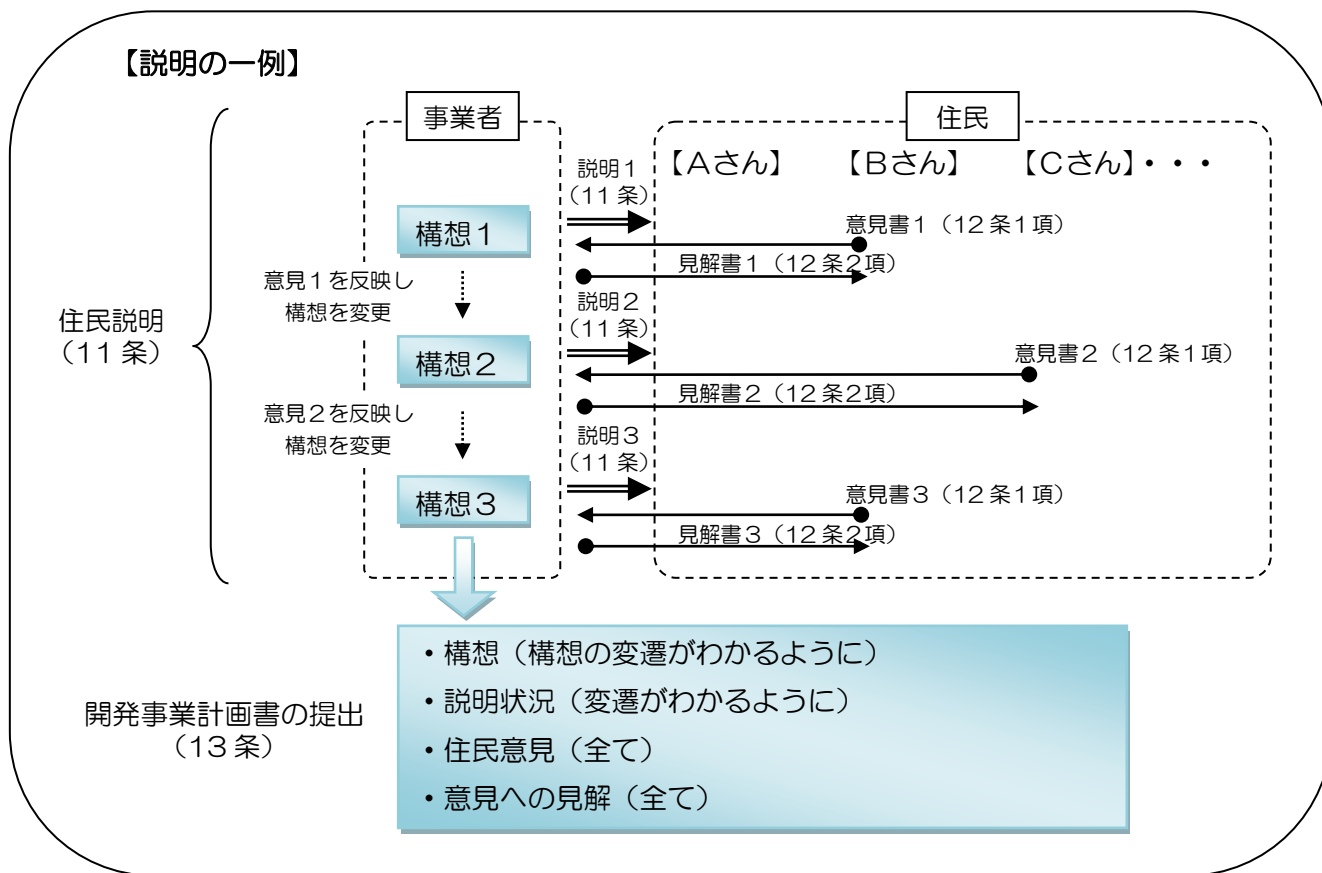 【説明の一例】
事業者
住民
説明１
（11 条）
【Ａさん】
【Ｂさん】
【Ｃさん】・・・
構想１
意見書１（12 条１項）
見解書１（12 条２項）
意見１を反映し
構想を変更
住民説明
（11 条）
説明２
（11 条）
構想２
意見書２（12 条１項）
見解書２（12 条２項）
意見２を反映し
構想を変更
説明３
（11 条）
構想３
意見書３（12 条１項）
見解書３（12 条２項）
開発事業計画書の提出
（13 条）
・構想（構想の変遷がわかるように）
・説明状況（変遷がわかるように）
・住民意見（全て）
・意見への見解（全て）